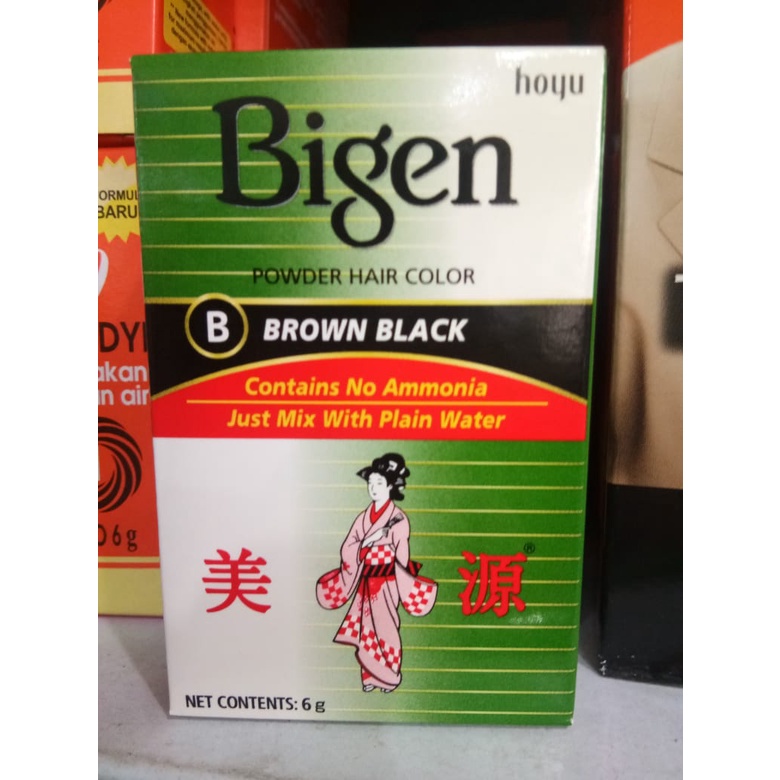 hoyu
Bigen
POWDER HAIR COLOR
B BROWN BLACK
Contains No Ammonia
Just Mix With Plain Water
美 源®
NET CONTENTS: 6 g
BARU